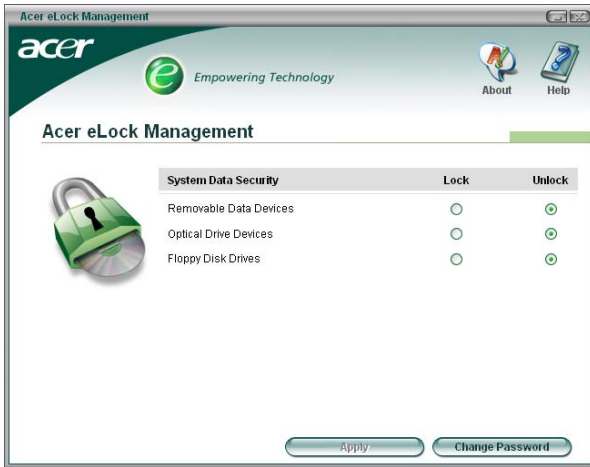 Acer eLock Management
acer
e Empowering Technology
About Help
Acer eLock Management
System Data Security Lock Unlock
Removable Data Devices
Optical Drive Devices
Floppy Disk Drives
Apply Change Password